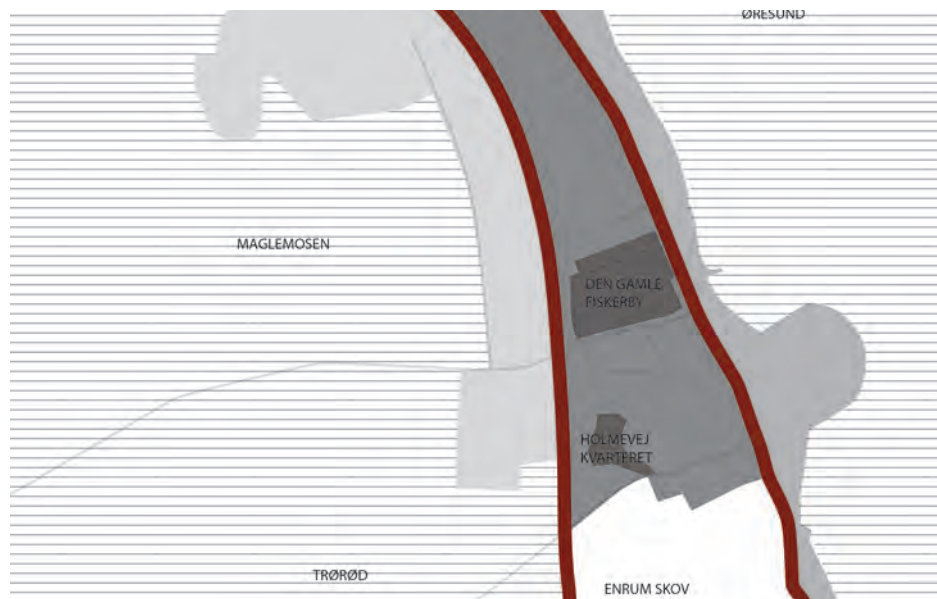 ØRESUND
MAGLEMOSEN
DEN GAMLE
FISKERBY
HOLMEVEJ
KVARTERET
TRØRØD
ENRUM SKOV